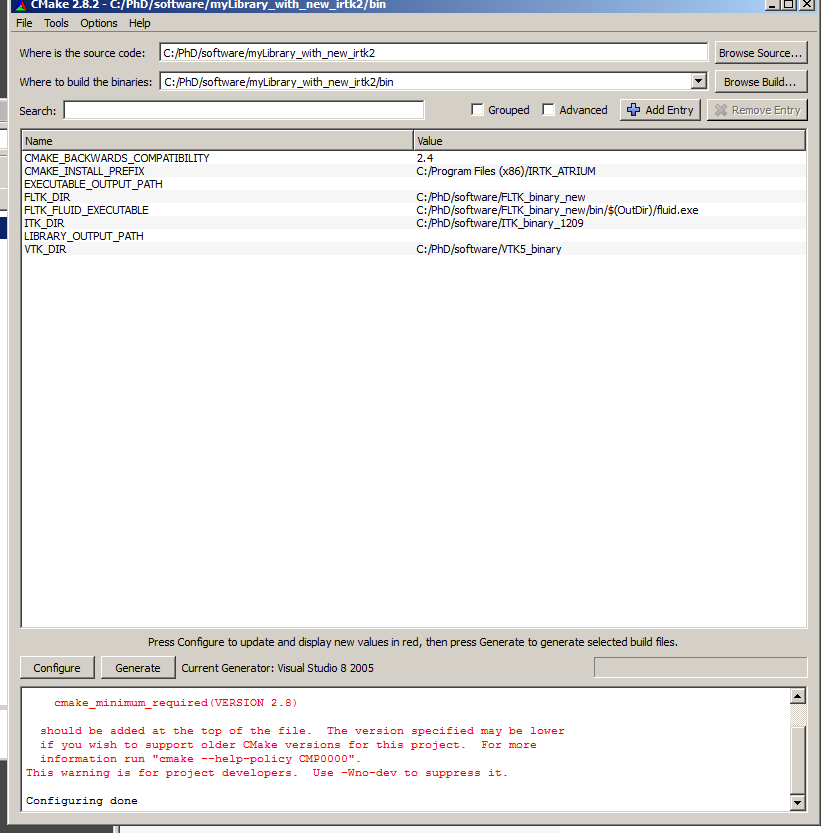 CMake 2.8.2 - C:/PhD/software/myLibrary_with_new_irtk2/bin
File Tools Options Help
Where is the source code: C:/PhD/software/myLibrary_with_new_irtk2 Browse Source...
Where to build the binaries: C:/PhD/software/myLibrary_with_new_irtk2/bin Browse Build...
Search: Grouped Advanced Add Entry Remove Entry
Name Value
CMAKE_BACKWARDS_COMPATIBILITY 2.4
CMAKE_INSTALL_PREFIX C:/Program Files (x86)/IRTK_ATRIUM
EXECUTABLE_OUTPUT_PATH
FLTK_DIR C:/PhD/software/FLTK_binary_new
FLTK_FLUID_EXECUTABLE C:/PhD/software/FLTK_binary_new/bin/$(OutDir)/fluid.exe
ITK_DIR C:/PhD/software/ITK_binary_1209
LIBRARY_OUTPUT_PATH
VTK_DIR C:/PhD/software/VTK5_binary
Press Configure to update and display new values in red, then press Generate to generate selected build files.
Configure Generate Current Generator: Visual Studio 8 2005
cmake_minimum_required(VERSION 2.8)
should be added at the top of the file. The version specified may be lower
if you wish to support older CMake versions for this project. For more
information run "cmake --help-policy CMP0000".
This warning is for project developers. Use -Wno-dev to suppress it.
Configuring done